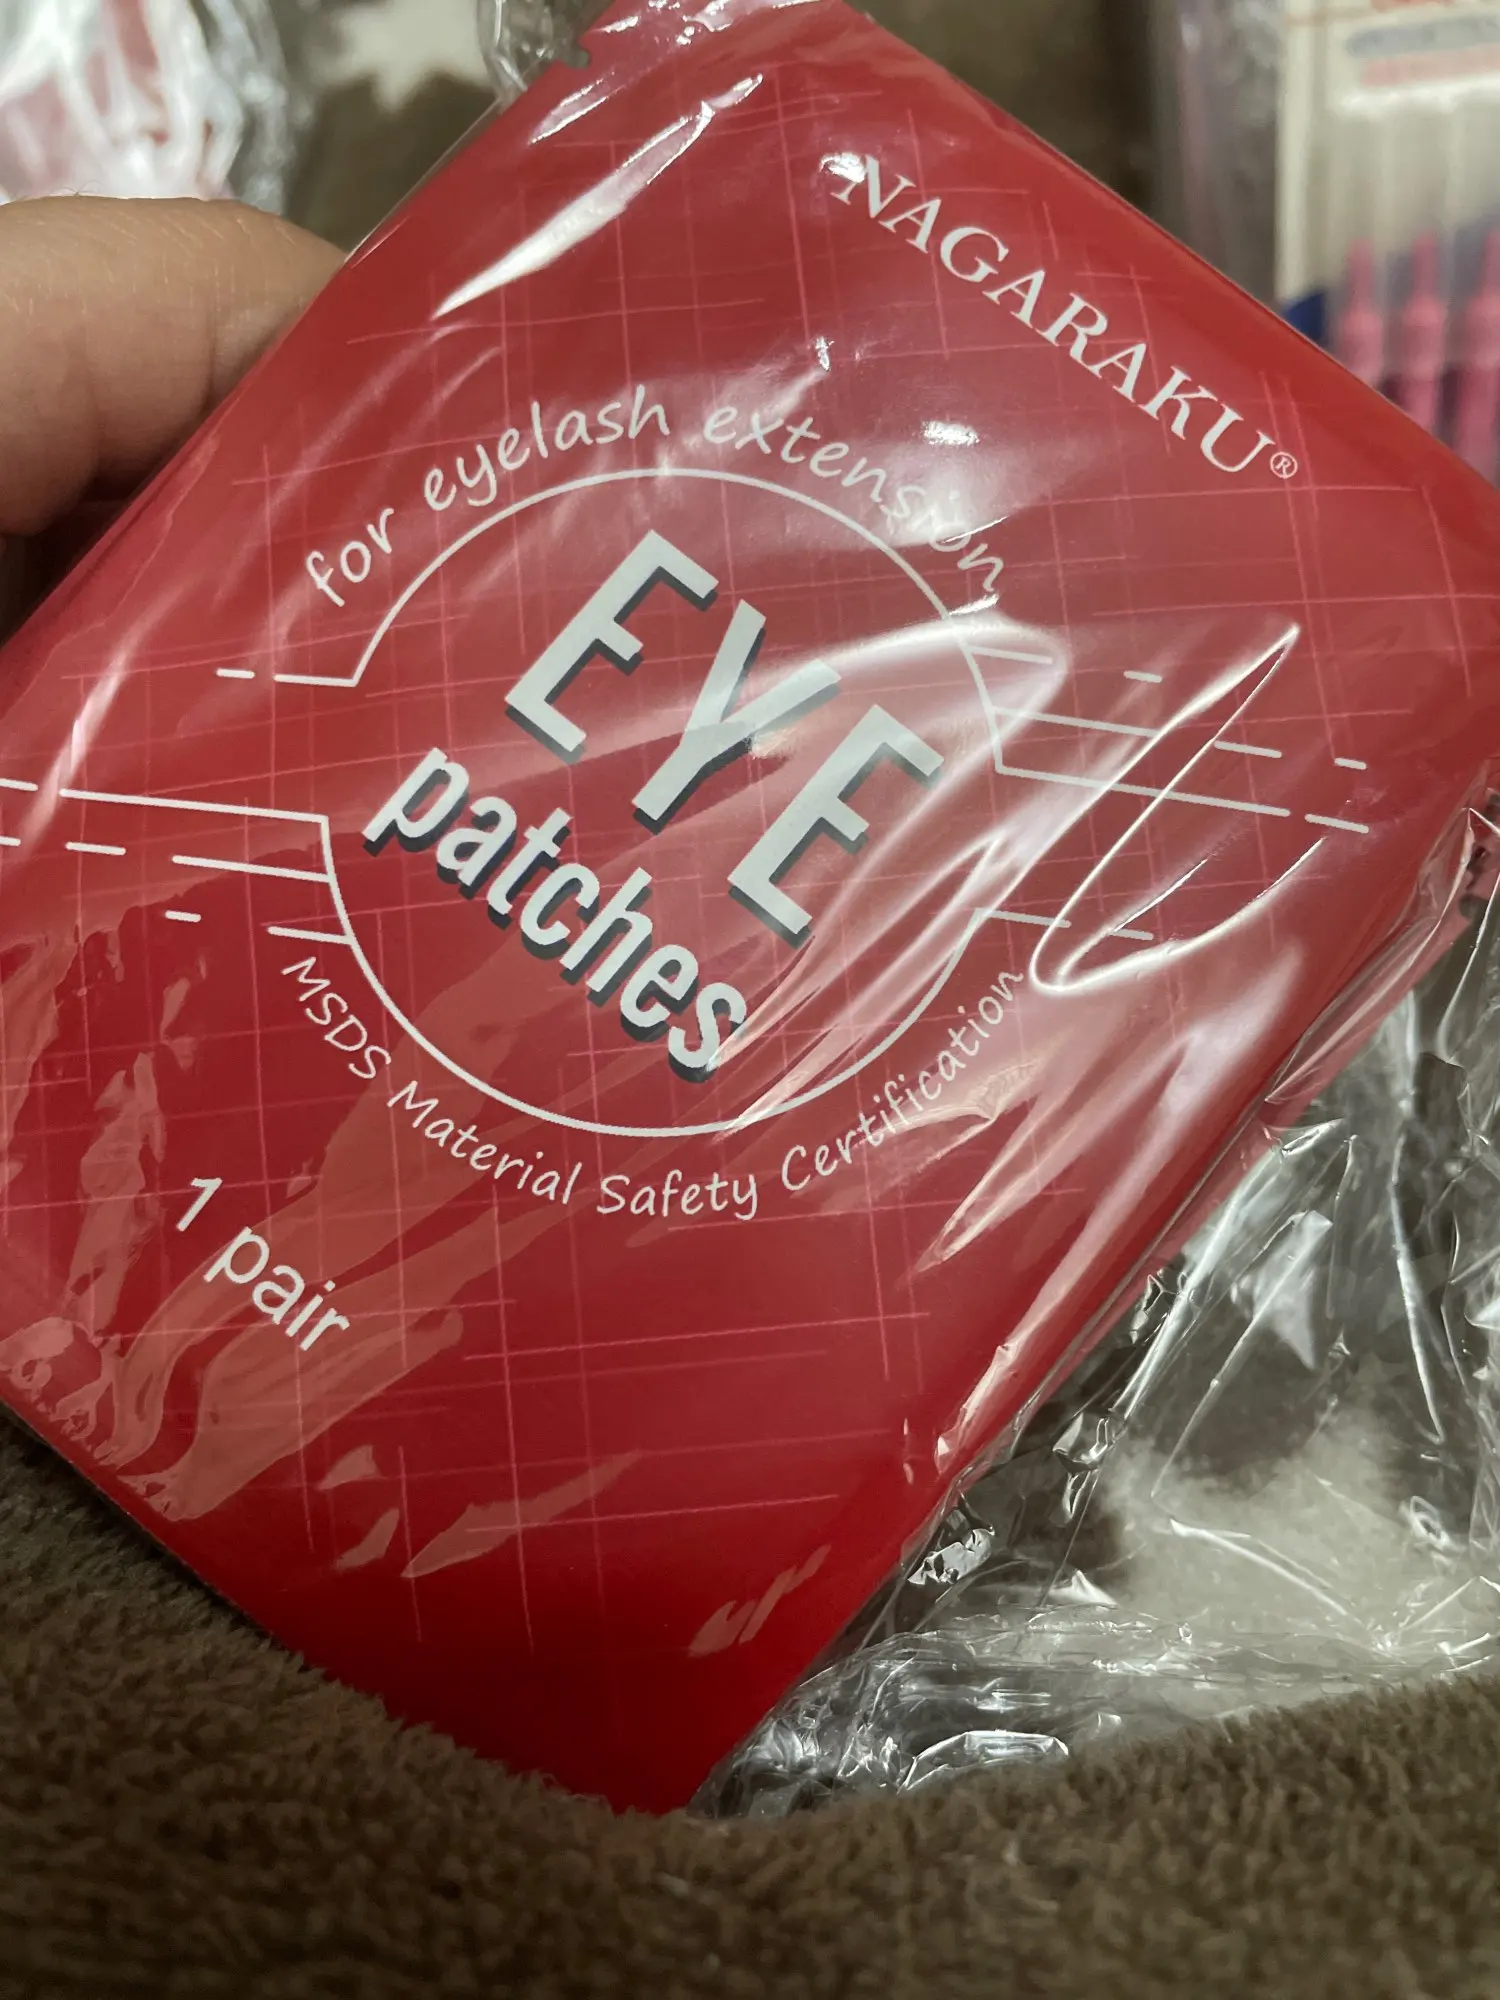 NAGARAKU®
for eyelash extension
EYE
patches
MSDS Material Safety Certification
1 pair